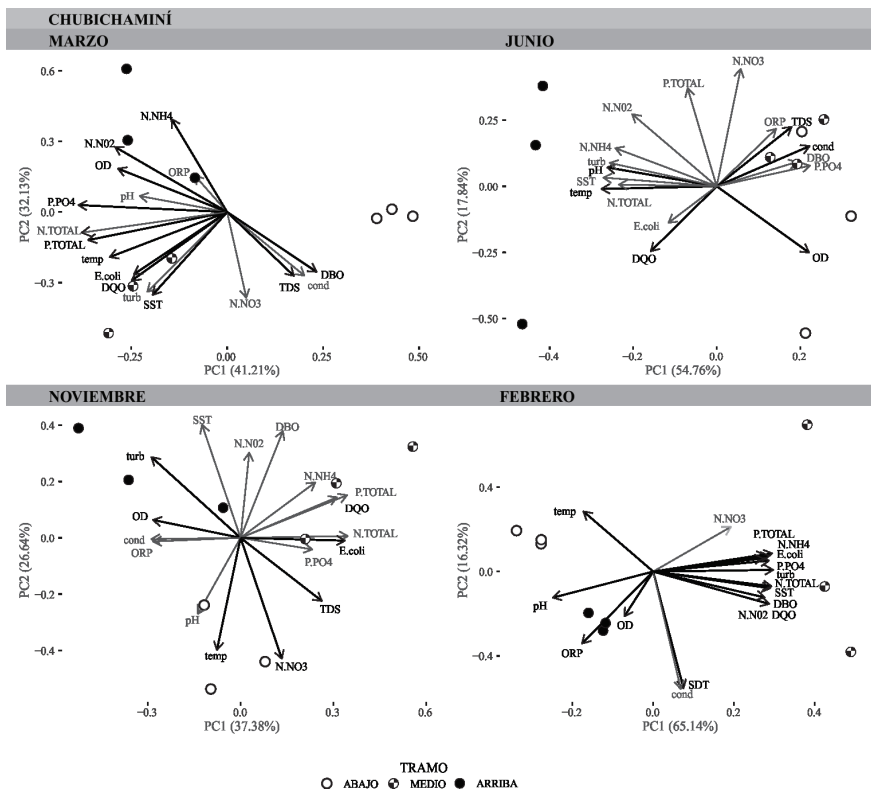 CHUBICHAMINÍ
MARZO
JUNIO
0.6
0.3
0.0
−0.3
PC2 (32.13%)
N.NH4
N.N02
OD
ORP
pH
P.PO4
N.TOTAL
P.TOTAL
temp
E.coli
DQO
turb
SST
N.NO3
TDS
DBO
cond
−0.25
0.00
0.25
0.50
PC1 (41.21%)
0.25
0.00
−0.25
−0.50
PC2 (17.84%)
N.NO3
P.TOTAL
N.N02
ORP
TDS
N.NH4
cond
turb
DBO
pH
P.PO4
SST
temp
N.TOTAL
E.coli
DQO
OD
−0.4
−0.2
0.0
0.2
PC1 (54.76%)
NOVIEMBRE
FEBRERO
0.4
0.2
0.0
−0.2
−0.4
PC2 (26.64%)
SST
DBO
N.N02
turb
N.NH4
P.TOTAL
DQO
OD
cond
ORP
N.TOTAL
E.coli
P.PO4
TDS
pH
temp
N.NO3
−0.3
0.0
0.3
0.6
PC1 (37.38%)
0.4
0.0
−0.4
PC2 (16.32%)
temp
N.NO3
P.TOTAL
N.NH4
E.coli
P.PO4
turb
N.TOTAL
SST
DBO
N.N02 DQO
pH
OD
ORP
SDT
cond
−0.2
0.0
0.2
0.4
PC1 (65.14%)
TRAMO
ABAJO MEDIO ARRIBA